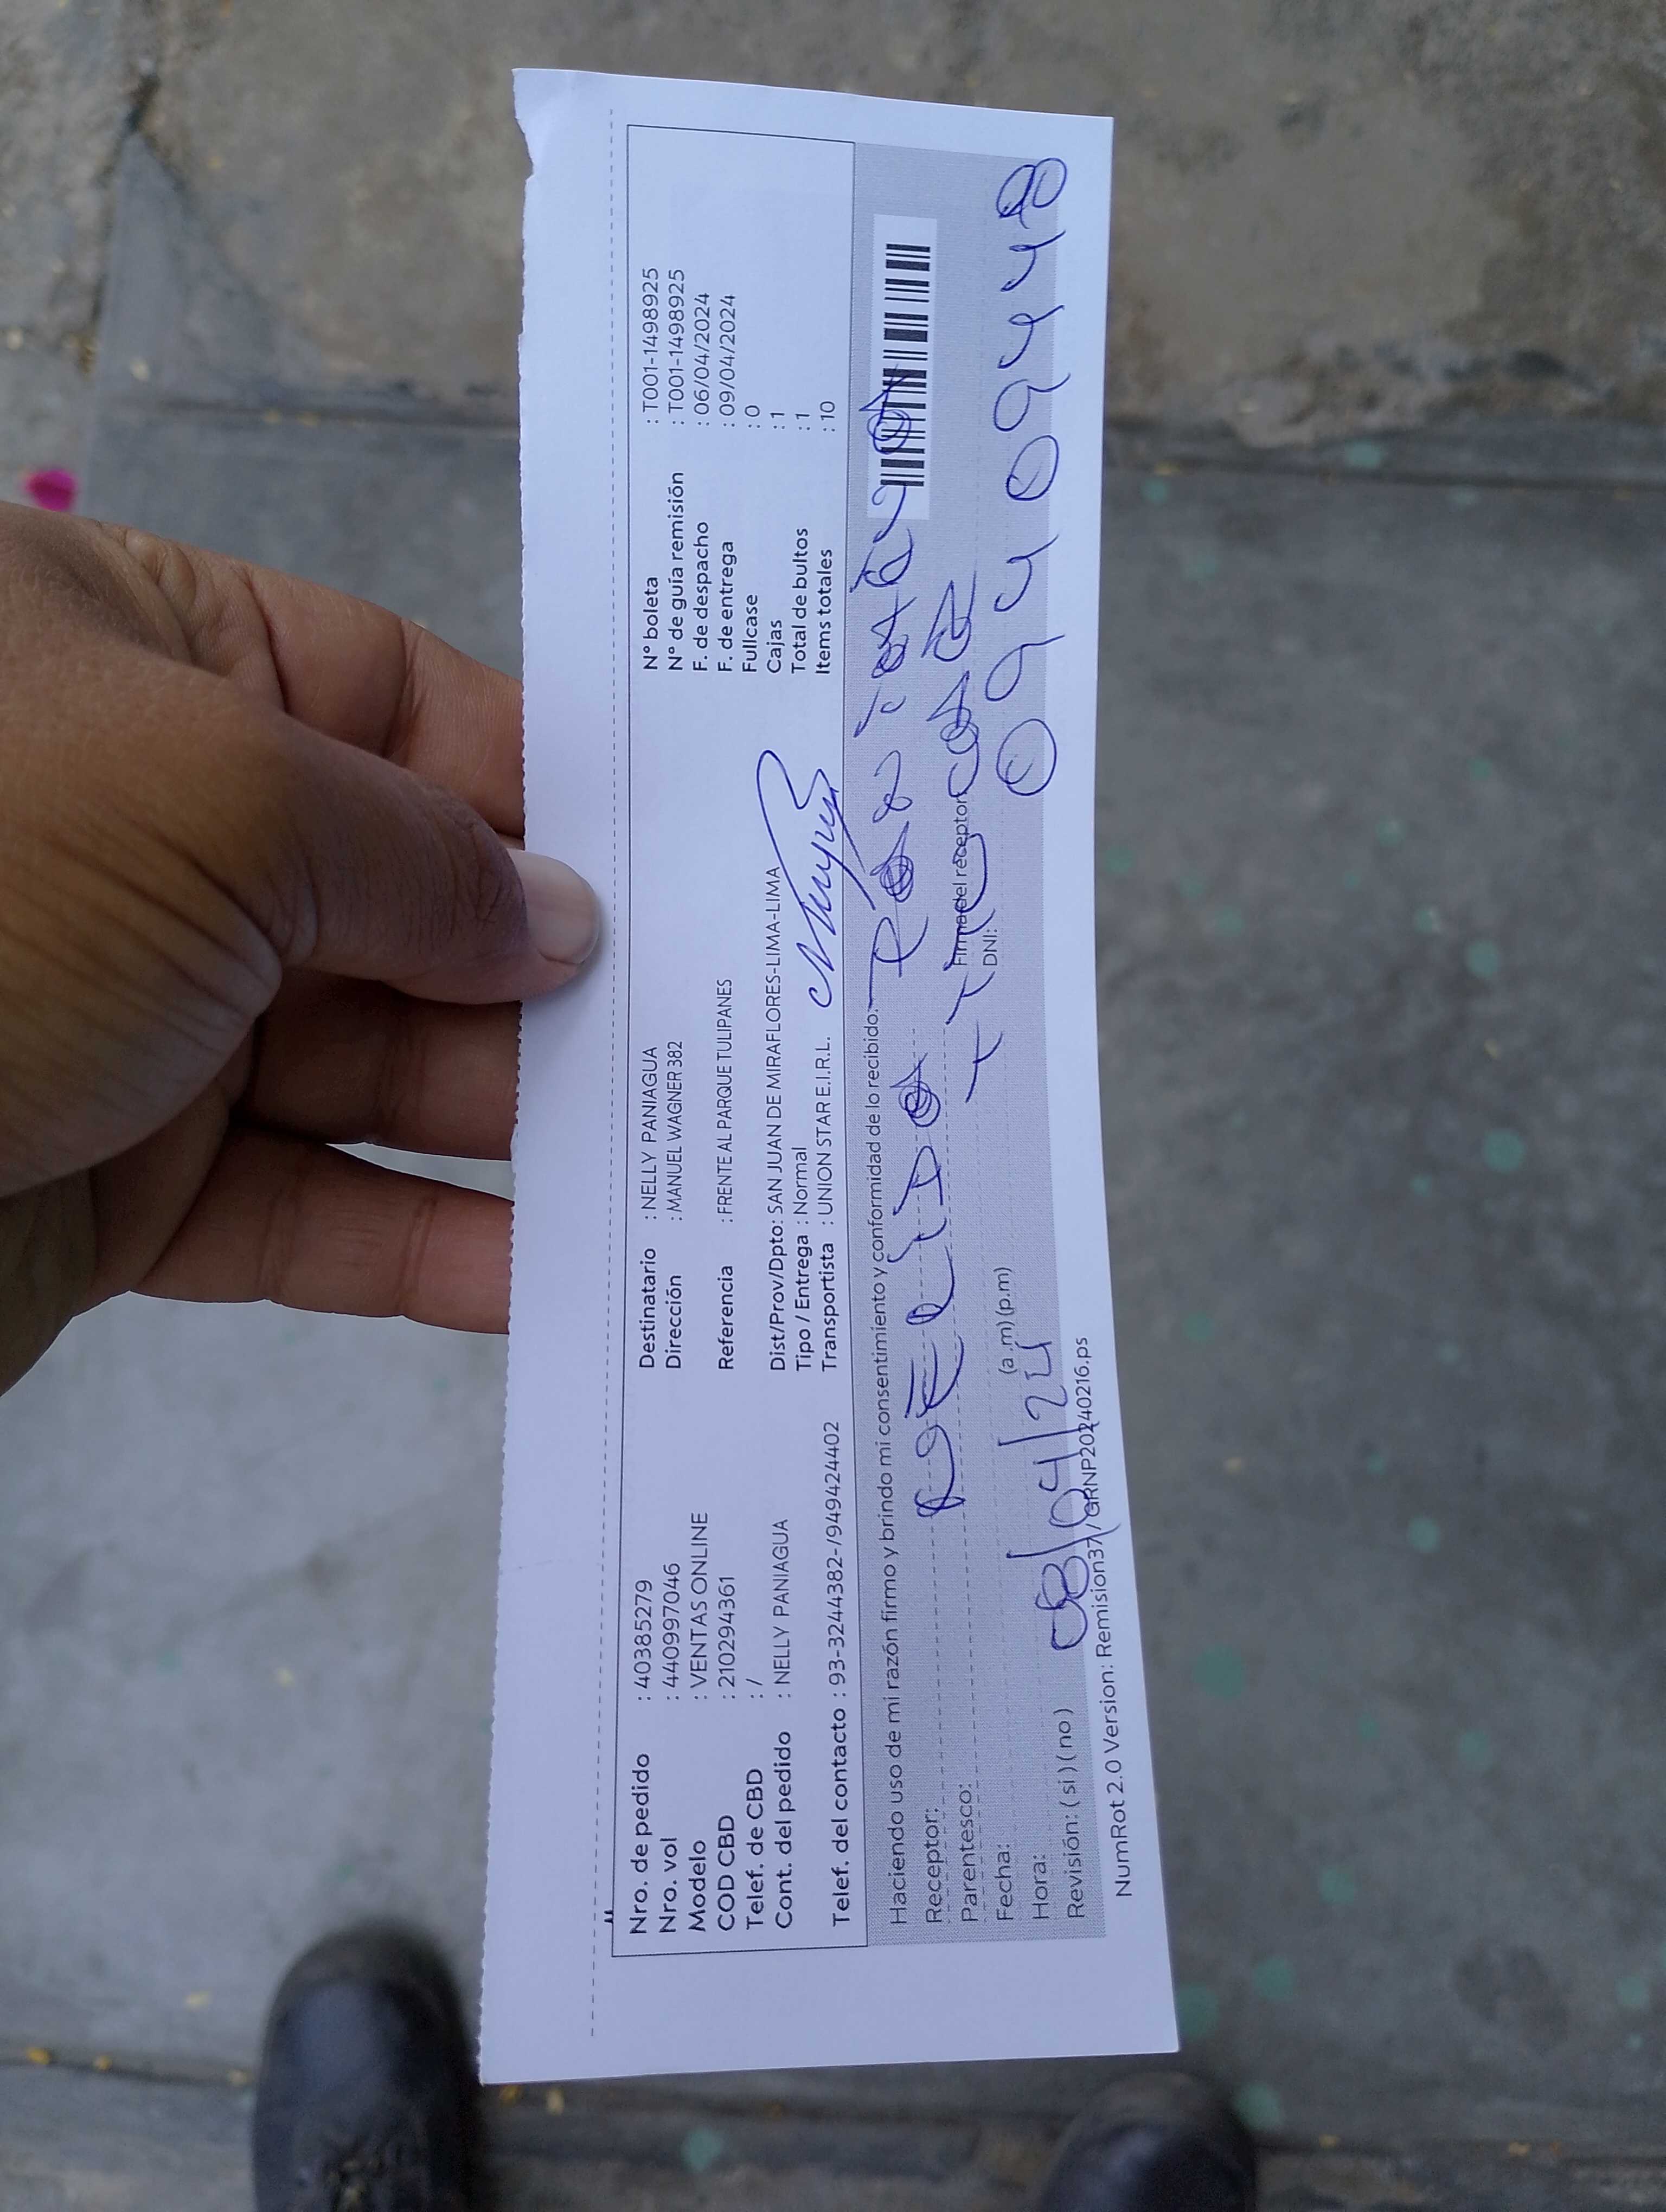 Nro. de pedido : 40385279 Destinatario : NELLY PANIAGUA N° boleta : T001-1498925
Nro. vol : 440997046 Dirección : MANUEL WAGNER 382 N° de guía remisión : T001-1498925
Modelo : VENTAS ONLINE F. de despacho : 06/04/2024
COD CBD : 210294361 Referencia : FRENTE AL PARQUE TULIPANES F. de entrega : 09/04/2024
Telef. de CBD : / Fullcase : 0
Cont. del pedido : NELLY PANIAGUA Dist/Prov/Dpto: SAN JUAN DE MIRAFLORES-LIMA-LIMA Cajas : 1
Tipo / Entrega : Normal Total de bultos : 1
Telef. del contacto : 93-3244382-/949424402 Transportista : UNION STAR E.I.R.L. Items totales : 10
Haciendo uso de mi razón firmo y brindo mi consentimiento y conformidad de lo recibido:
Receptor:
Parentesco: Firma del receptor
Fecha: (a.m) (p.m) DNI: 09409448
Hora: 08/04/24
Revisión: ( si ) ( no )
NumRot 2.0 Version: Remision37/GRNP20240216.ps